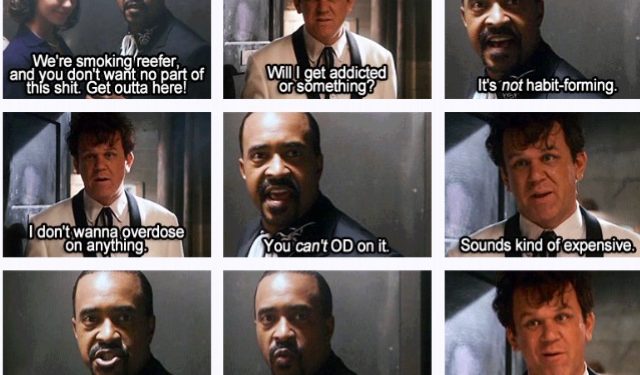 We're smoking reefer,
and you don't want no part of
this shit. Get outta here!
Will I get addicted
or something?
It's not habit-forming.
I don't wanna overdose
on anything.
You can't OD on it.
Sounds kind of expensive.